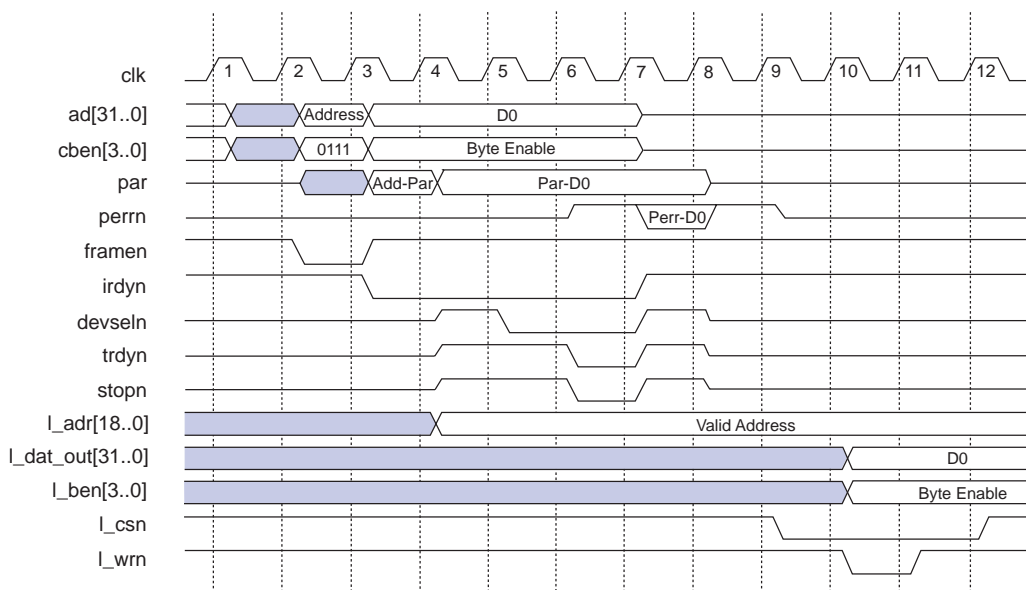 clk 1 2 3 4 5 6 7 8 9 10 11 12
ad[31..0] Address D0
cben[3..0] 0111 Byte Enable
par Add-Par Par-D0
perrn Perr-D0
framen
irdyn
devseln
trdyn
stopn
l_adr[18..0] Valid Address
l_dat_out[31..0] D0
l_ben[3..0] Byte Enable
l_csn
l_wrn